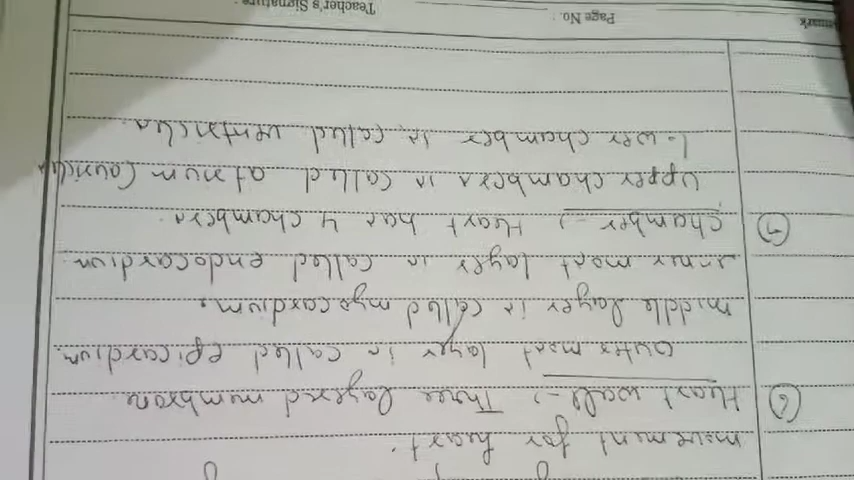 movement for heart.
⑥ Heart wall → Three layered membrane
outer most layer is called epicardium.
middle layer is called myocardium.
inner most layer is called endocardium
⑦ chamber → Heart has 4 chambers.
Upper chambers is called atrium (auricle)
lower chamber is called ventricles.
Remark Page No. : Teacher's Signature :